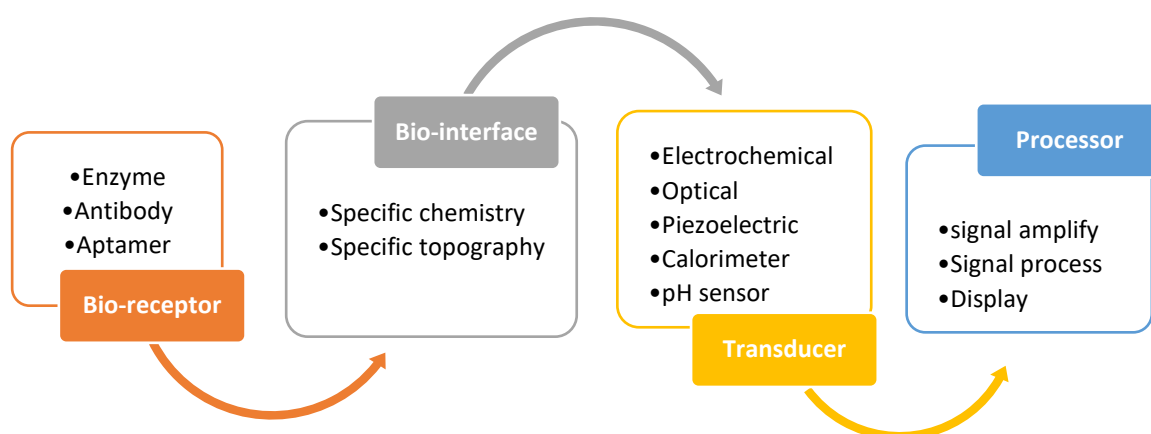 •Enzyme
•Antibody
•Aptamer
Bio-receptor
Bio-interface
•Specific chemistry
•Specific topography
•Electrochemical
•Optical
•Piezoelectric
•Calorimeter
•pH sensor
Transducer
Processor
•signal amplify
•Signal process
•Display